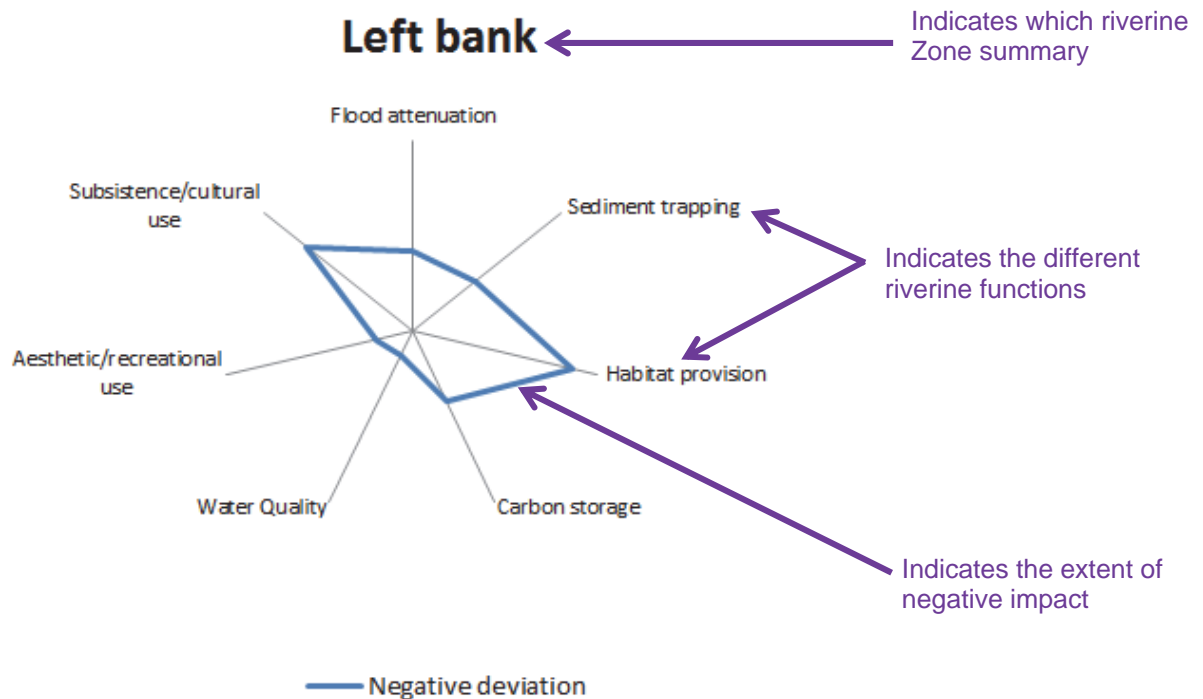 Left bank
Indicates which riverine
Zone summary
Flood attenuation
Subsistence/cultural
use
Sediment trapping
Indicates the different
riverine functions
Aesthetic/recreational
use
Habitat provision
Water Quality
Carbon storage
Indicates the extent of
negative impact
Negative deviation